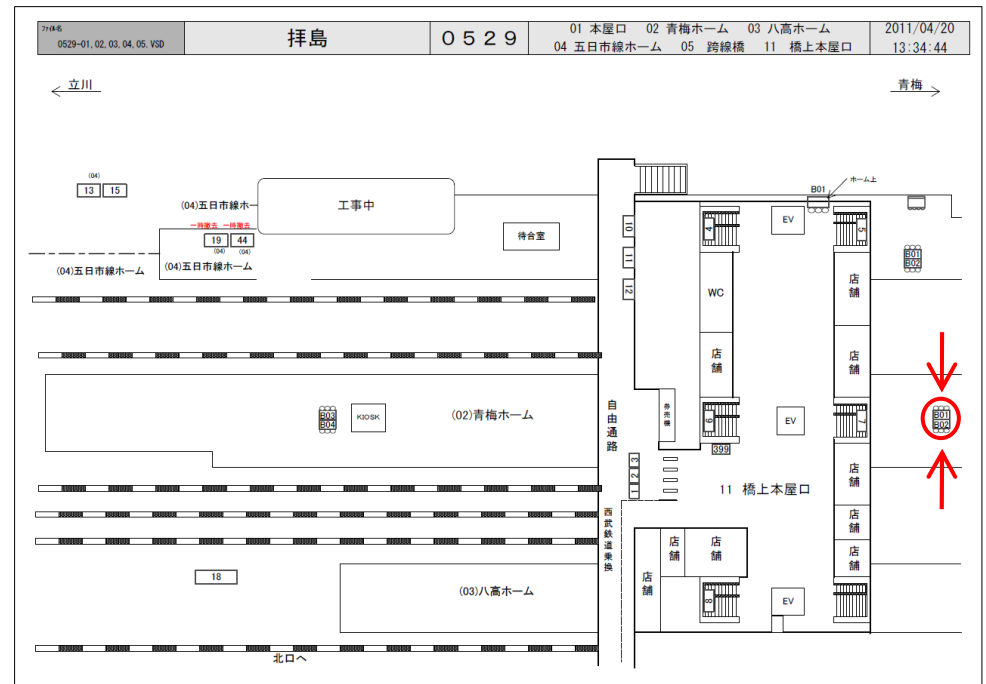 ファイル名
0529-01,02,03,04,05.VSD
拝島
0529
01 本屋口 02 青梅ホーム 03 八高ホーム
04 五日市線ホーム 05 跨線橋 11 橋上本屋口
2011/04/20
13:34:44
立川
青梅
(04)
13 15
(04)五日市線ホー
工事中
一時撤去 一時撤去
19 44
(04) (04)
(04)五日市線ホーム
(04)五日市線ホーム
待合室
10
11
12
4
EV
B01
ホーム上
5
B01
B02
WC
店舗
店舗
店舗
自由通路
券売機
6
EV
7
B01
B02
B03
B04
KIOSK
(02)青梅ホーム
399
3
2
1
11 橋上本屋口
店舗
店舗
店舗
西武鉄道乗換
店舗
店舗
店舗
18
(03)八高ホーム
8
EV
北口へ